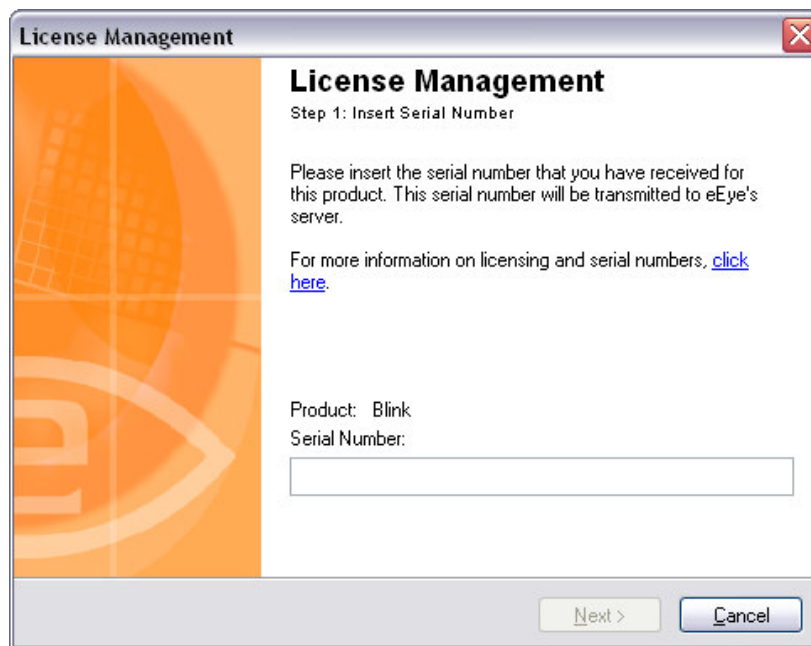 License Management
License Management
Step 1: Insert Serial Number
Please insert the serial number that you have received for
this product. This serial number will be transmitted to eEye's
server.
For more information on licensing and serial numbers, click
here.
Product: Blink
Serial Number:
e
Next >
Cancel